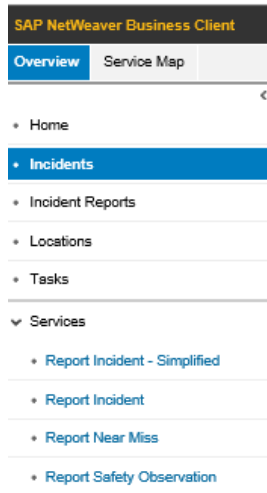 SAP NetWeaver Business Client
Overview Service Map
Home
Incidents
Incident Reports
Locations
Tasks
Services
Report Incident - Simplified
Report Incident
Report Near Miss
Report Safety Observation